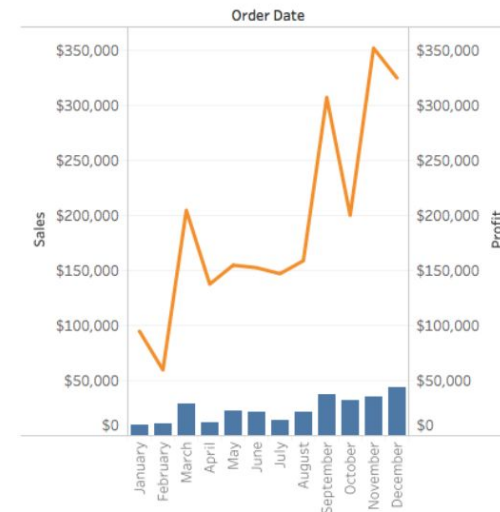 Order Date
Sales
$350,000
$300,000
$250,000
$200,000
$150,000
$100,000
$50,000
$0
$350,000
$300,000
$250,000
$200,000
$150,000
$100,000
$50,000
$0
Profit
January
February
March
April
May
June
July
August
September
October
November
December